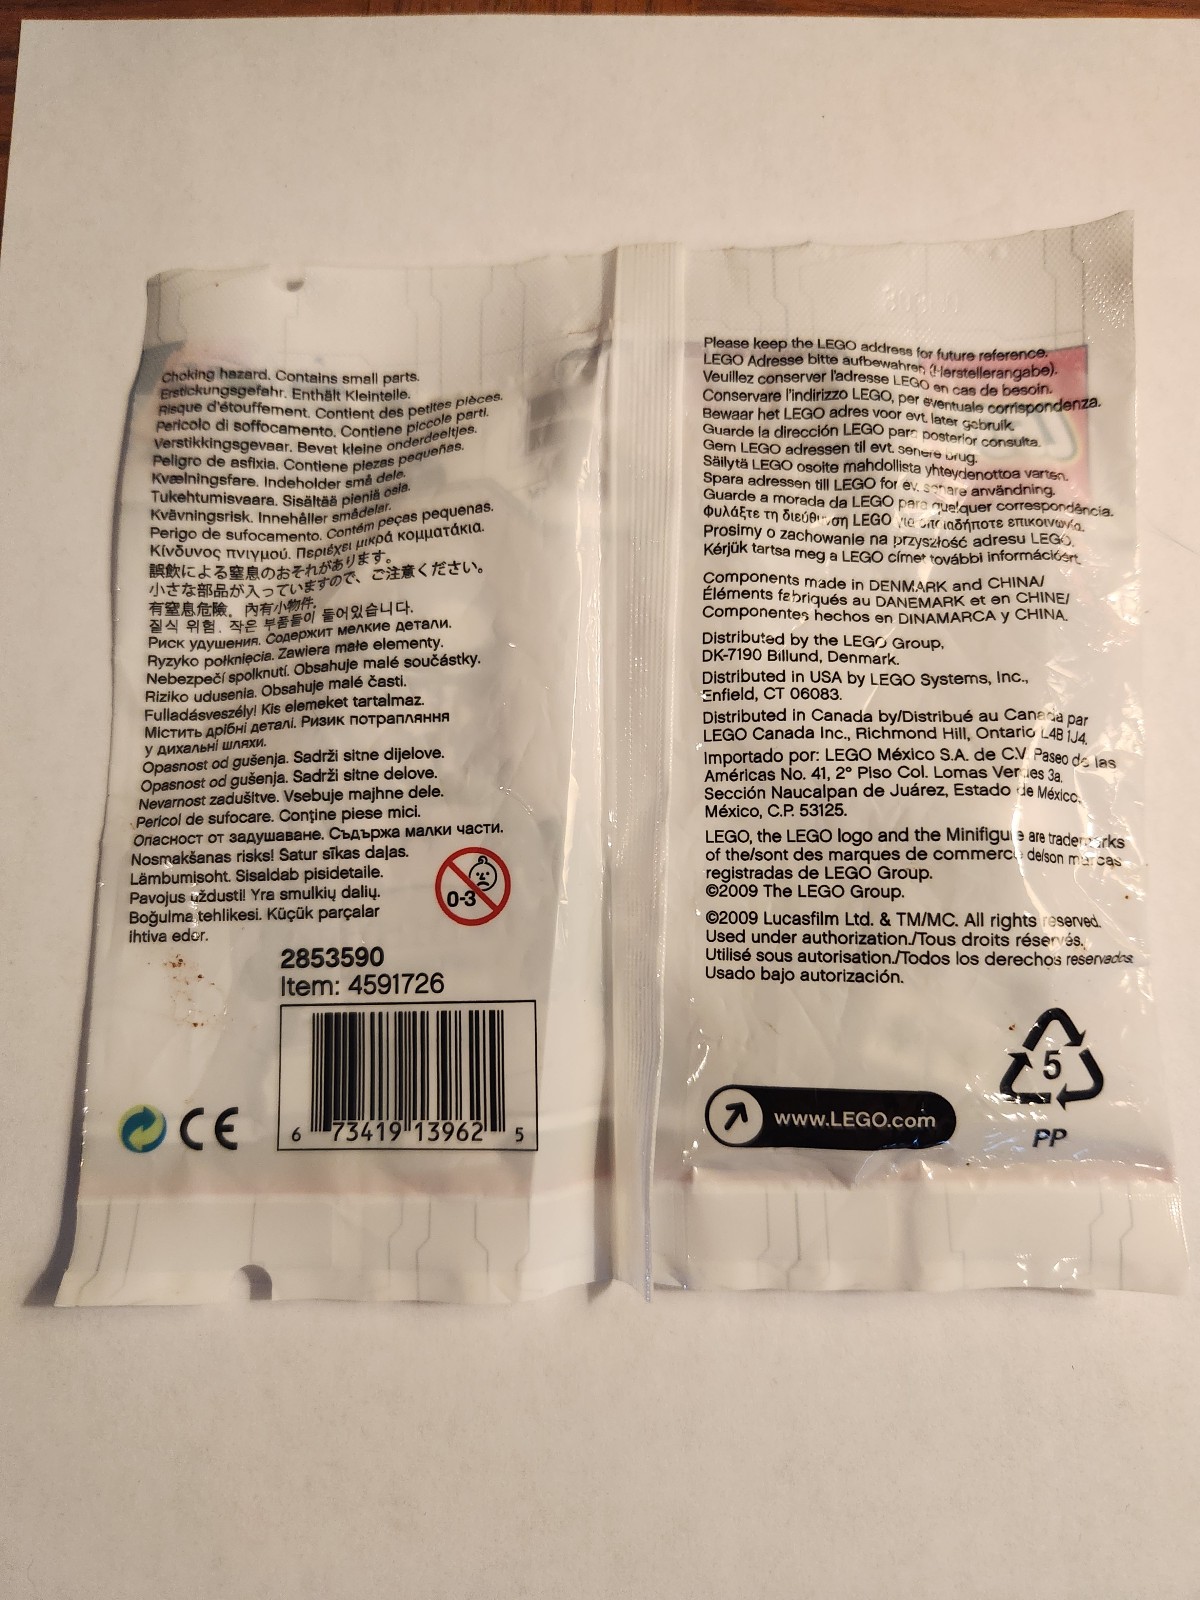 Choking hazard. Contains small parts.
Erstickungsgefahr. Enthält Kleinteile.
Risque d'étouffement. Contient des petites pièces.
Pericolo di soffocamento. Contiene piccole parti.
Verstikkingsgevaar. Bevat kleine onderdeeltjes.
Peligro de asfixia. Contiene piezas pequeñas.
Kvælningsfare. Indeholder små dele.
Tukehtumisvaara. Sisältää pieniä osia.
Kvävningsrisk. Innehåller smådelar.
Perigo de sufocamento. Contém peças pequenas.
Κίνδυνος πνιγμού. Περιέχει μικρά κομματάκια.
誤飲による窒息のおそれがあります。
小さな部品が入っていますので、ご注意ください。
有窒息危險。內有小物件。
질식 위험. 작은 부품들이 들어있습니다.
Риск удушения. Содержит мелкие детали.
Ryzyko połknięcia. Zawiera małe elementy.
Nebezpečí spolknutí. Obsahuje malé součástky.
Riziko udusenia. Obsahuje malé časti.
Fulladásveszély! Kis elemeket tartalmaz.
Містить дрібні деталі. Ризик потрапляння
у дихальні шляхи.
Opasnost od gušenja. Sadrži sitne dijelove.
Opasnost od gušenja. Sadrži sitne delove.
Nevarnost zadušitve. Vsebuje majhne dele.
Pericol de sufocare. Conține piese mici.
Опасност от задушаване. Съдържа малки части.
Nosmakšanas risks! Satur sīkas daļas.
Lämbumisoht. Sisaldab pisidetaile.
Pavojus uždusti! Yra smulkių dalių.
Boğulma tehlikesi. Küçük parçalar
ihtiva eder.
0-3
2853590
Item: 4591726
6 73419 13962 5
CE
Please keep the LEGO address for future reference.
LEGO Adresse bitte aufbewahren (Herstellerangabe).
Veuillez conserver l'adresse LEGO en cas de besoin.
Conservare l'indirizzo LEGO, per eventuale corrispondenza.
Bewaar het LEGO adres voor evt. later gebruik.
Guarde la dirección LEGO para posterior consulta.
Gem LEGO adressen til evt. senere brug.
Säilytä LEGO osoite mahdollista yhteydenottoa varten.
Spara adressen till LEGO for ev. senare användning.
Guarde a morada da LEGO para qualquer correspondência.
Φυλάξτε τη διεύθυνση LEGO για οποιαδήποτε επικοινωνία.
Prosimy o zachowanie na przyszłość adresu LEGO.
Kérjük tartsa meg a LEGO címet további információért.
Components made in DENMARK and CHINA/
Éléments fabriqués au DANEMARK et en CHINE/
Componentes hechos en DINAMARCA y CHINA.
Distributed by the LEGO Group,
DK-7190 Billund, Denmark.
Distributed in USA by LEGO Systems, Inc.,
Enfield, CT 06083.
Distributed in Canada by/Distribué au Canada par
LEGO Canada Inc., Richmond Hill, Ontario L4B 1J4.
Importado por: LEGO México S.A. de C.V. Paseo de las
Américas No. 41, 2° Piso Col. Lomas Verdes 3a.
Sección Naucalpan de Juárez, Estado de México,
México, C.P. 53125.
LEGO, the LEGO logo and the Minifigure are trademarks
of the/sont des marques de commerce de/son marcas
registradas de LEGO Group.
©2009 The LEGO Group.
©2009 Lucasfilm Ltd. & TM/MC. All rights reserved.
Used under authorization./Tous droits réservés.
Utilisé sous autorisation./Todos los derechos reservados.
Usado bajo autorización.
www.LEGO.com
5
PP